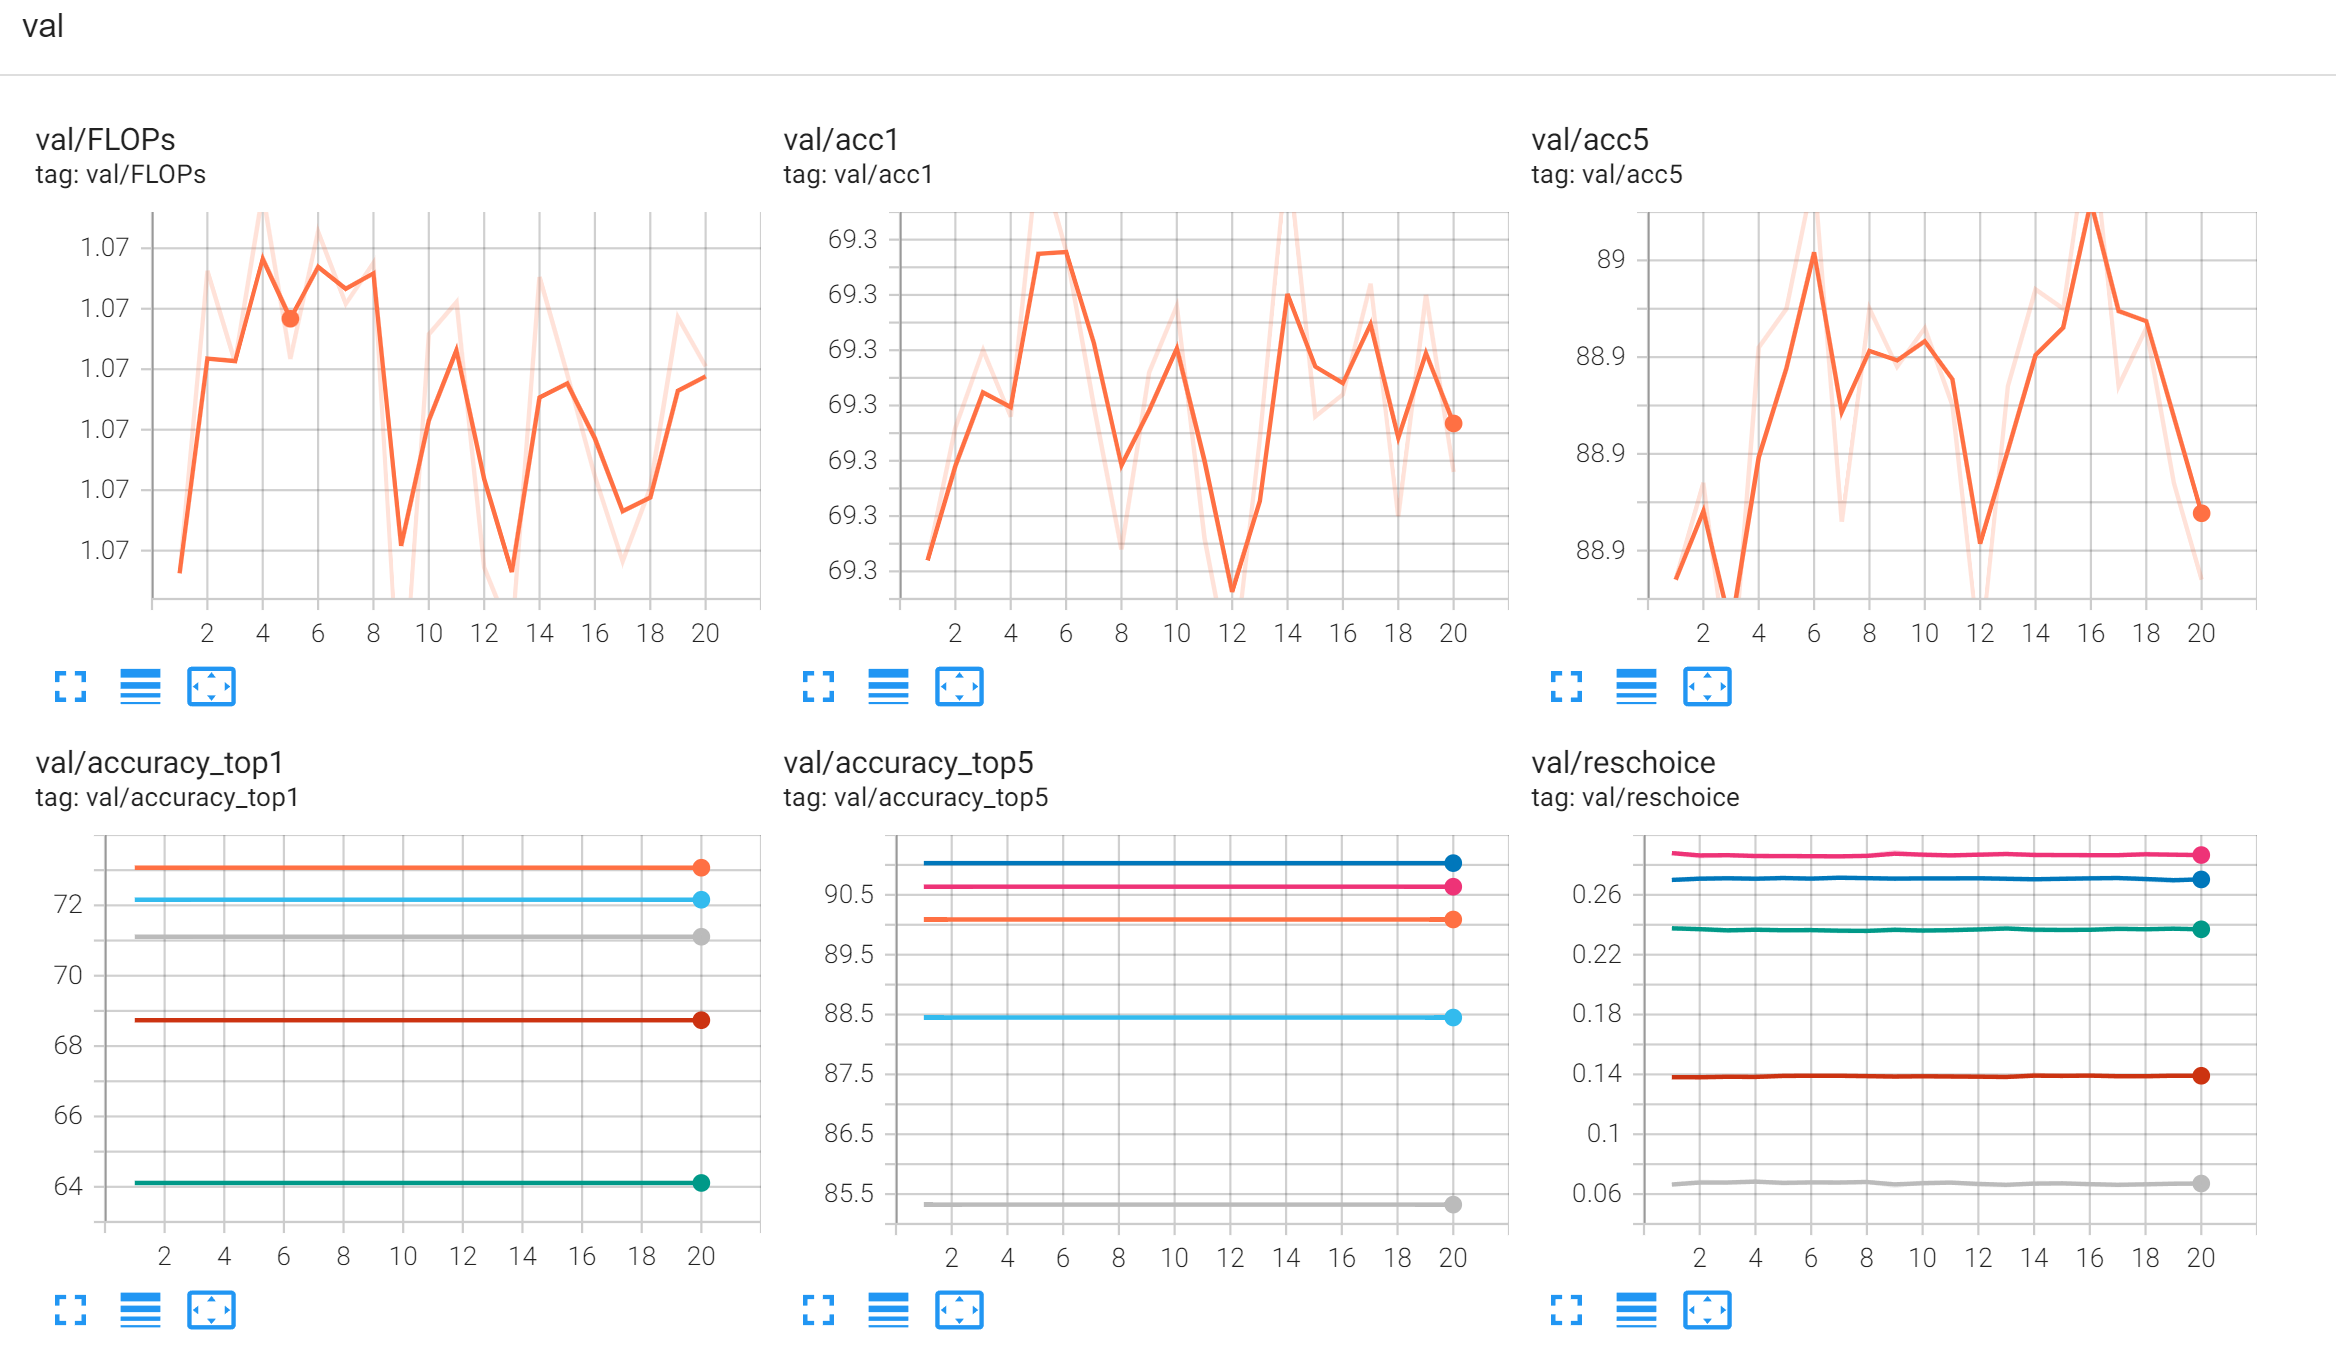 val
val/FLOPs
tag: val/FLOPs
1.07
1.07
1.07
1.07
1.07
1.07
2 4 6 8 10 12 14 16 18 20
val/acc1
tag: val/acc1
69.3
69.3
69.3
69.3
69.3
69.3
69.3
2 4 6 8 10 12 14 16 18 20
val/acc5
tag: val/acc5
89
88.9
88.9
88.9
2 4 6 8 10 12 14 16 18 20
val/accuracy_top1
tag: val/accuracy_top1
72
70
68
66
64
2 4 6 8 10 12 14 16 18 20
val/accuracy_top5
tag: val/accuracy_top5
90.5
89.5
88.5
87.5
86.5
85.5
2 4 6 8 10 12 14 16 18 20
val/reschoice
tag: val/reschoice
0.26
0.22
0.18
0.14
0.1
0.06
2 4 6 8 10 12 14 16 18 20